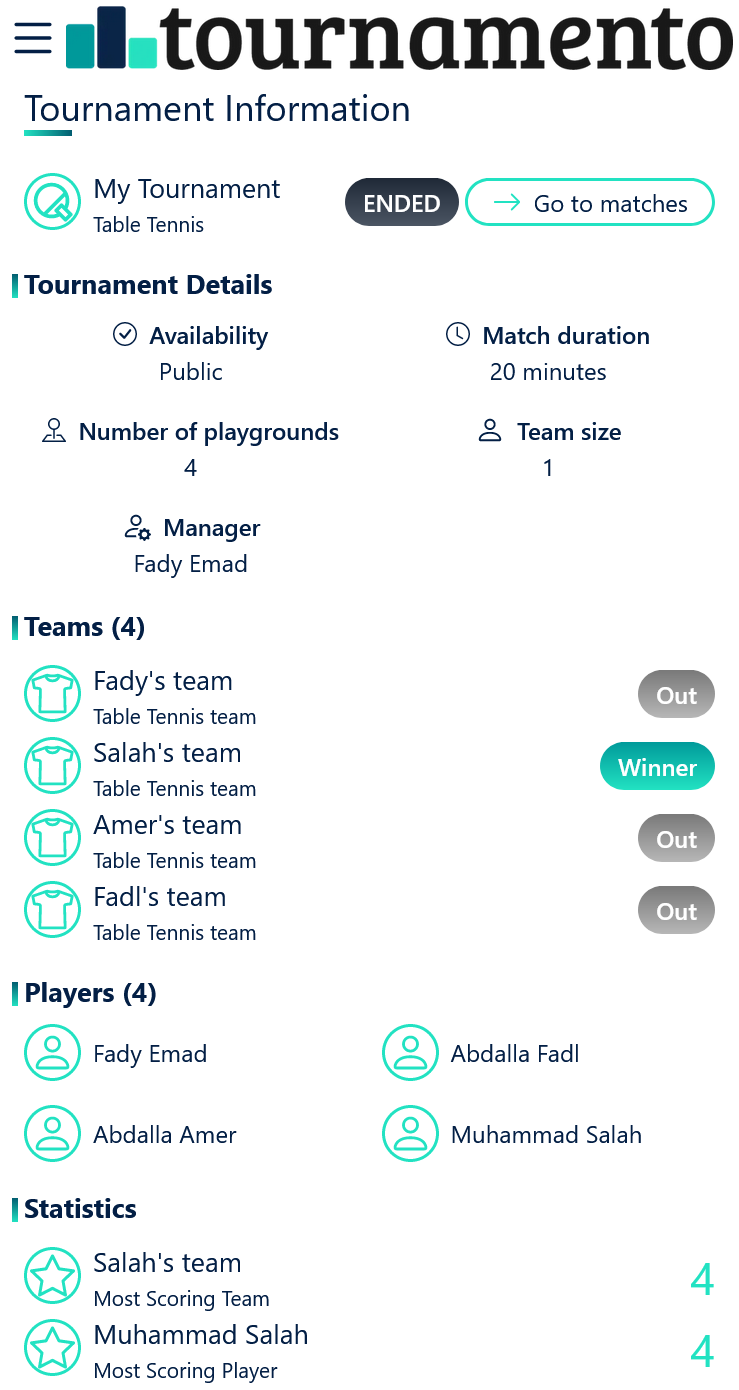 tournamento
Tournament Information
My Tournament
Table Tennis
ENDED
Go to matches
Tournament Details
Availability
Public
Match duration
20 minutes
Number of playgrounds
4
Team size
1
Manager
Fady Emad
Teams (4)
Fady's team
Table Tennis team
Out
Salah's team
Table Tennis team
Winner
Amer's team
Table Tennis team
Out
Fadl's team
Table Tennis team
Out
Players (4)
Fady Emad
Abdalla Fadl
Abdalla Amer
Muhammad Salah
Statistics
Salah's team
Most Scoring Team
4
Muhammad Salah
Most Scoring Player
4